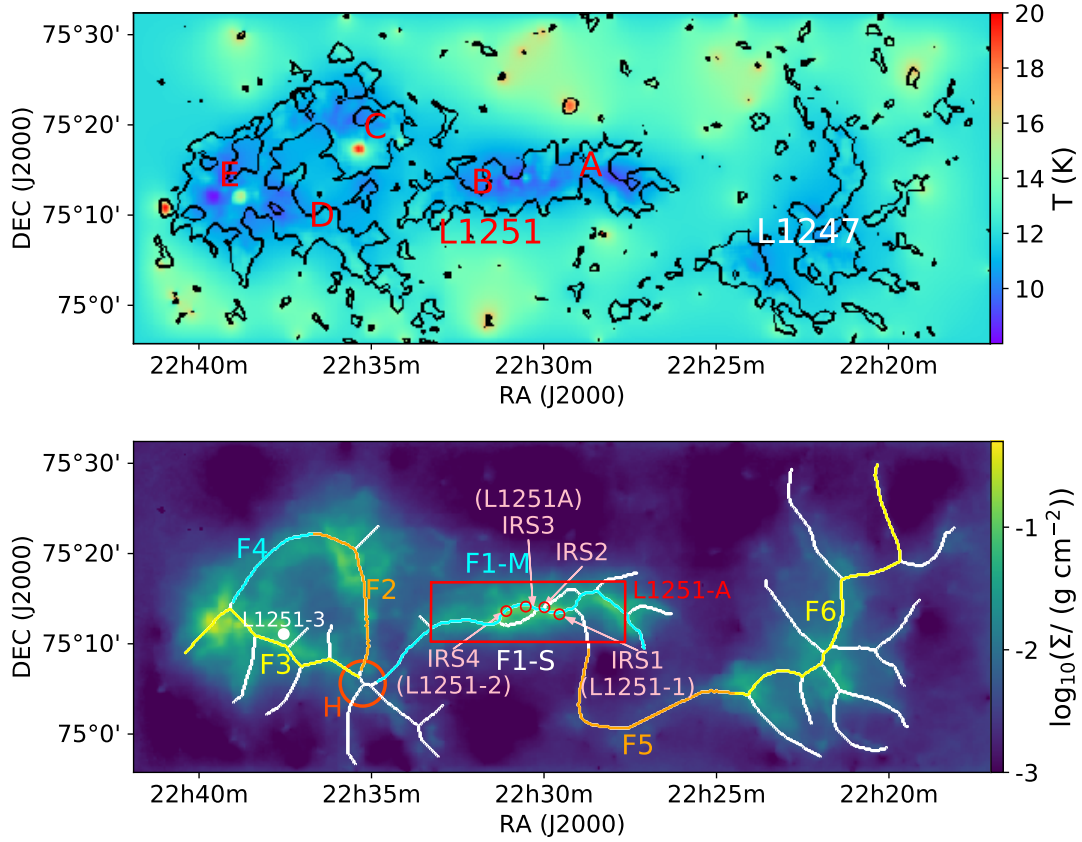 75°30'
75°20'
75°10'
75°0'
DEC (J2000)
C
E
D
B
A
L1251
L1247
22h40m 22h35m 22h30m 22h25m 22h20m
RA (J2000)
20
18
16
14
12
10
T (K)
75°30'
75°20'
75°10'
75°0'
DEC (J2000)
(L1251A)
IRS3
IRS2
F4
F1-M
F2
L1251-A
L1251-3
F6
F3
IRS4
F1-S
IRS1
(L1251-2)
(L1251-1)
H
F5
22h40m 22h35m 22h30m 22h25m 22h20m
RA (J2000)
-1
-2
-3
log₁₀(Σ/ (g cm⁻²))